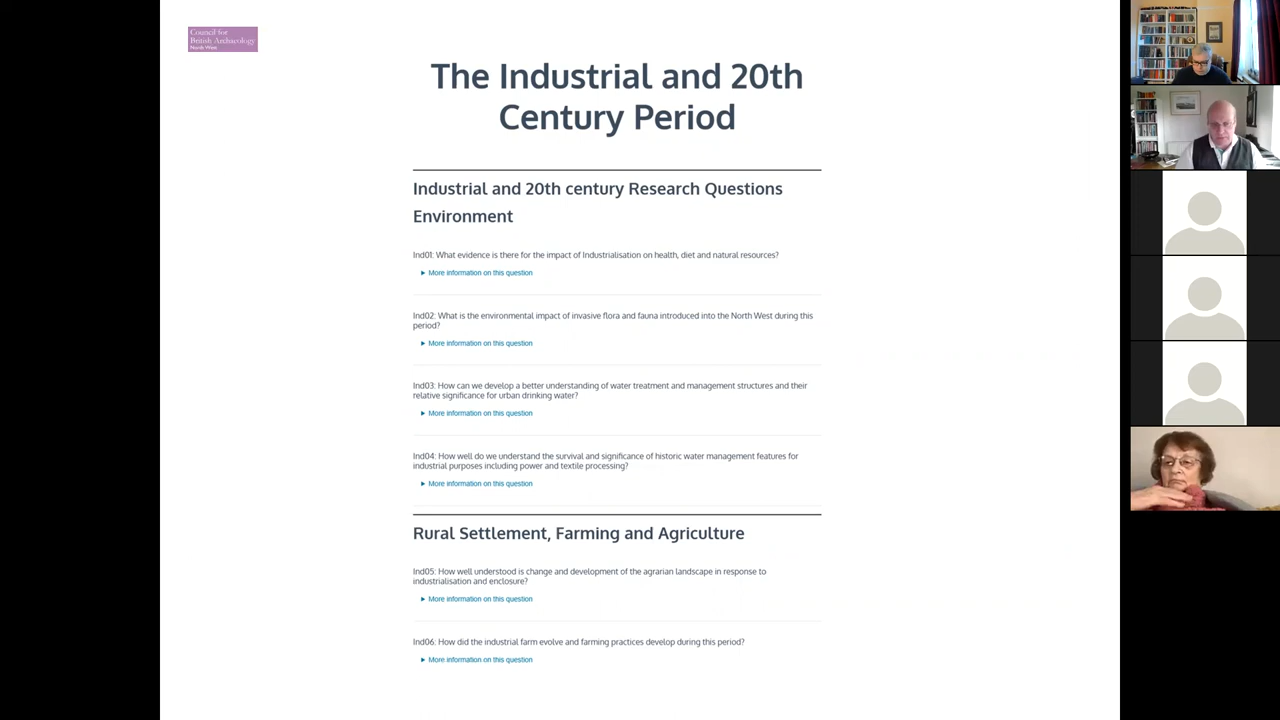 Council for
British Archaeology
North West
The Industrial and 20th
Century Period
Industrial and 20th century Research Questions
Environment
Ind01: What evidence is there for the impact of Industrialisation on health, diet and natural resources?
▶ More information on this question
Ind02: What is the environmental impact of invasive flora and fauna introduced into the North West during this
period?
▶ More information on this question
Ind03: How can we develop a better understanding of water treatment and management structures and their
relative significance for urban drinking water?
▶ More information on this question
Ind04: How well do we understand the survival and significance of historic water management features for
industrial purposes including power and textile processing?
▶ More information on this question
Rural Settlement, Farming and Agriculture
Ind05: How well understood is change and development of the agrarian landscape in response to
industrialisation and enclosure?
▶ More information on this question
Ind06: How did the industrial farm evolve and farming practices develop during this period?
▶ More information on this question